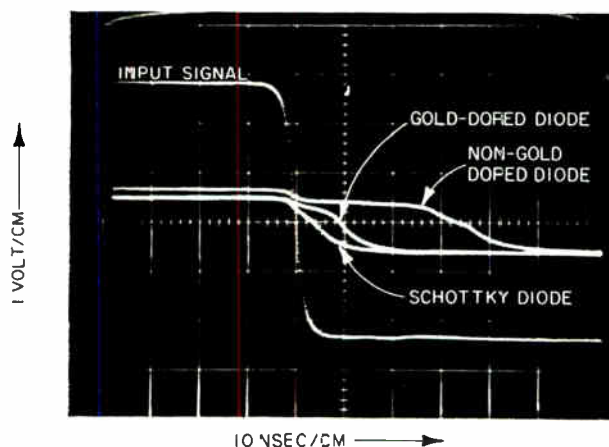 INPUT SIGNAL
GOLD-DOPED DIODE
NON-GOLD
DOPED DIODE
SCHOTTKY DIODE
1 VOLT/CM
10 NSEC/CM